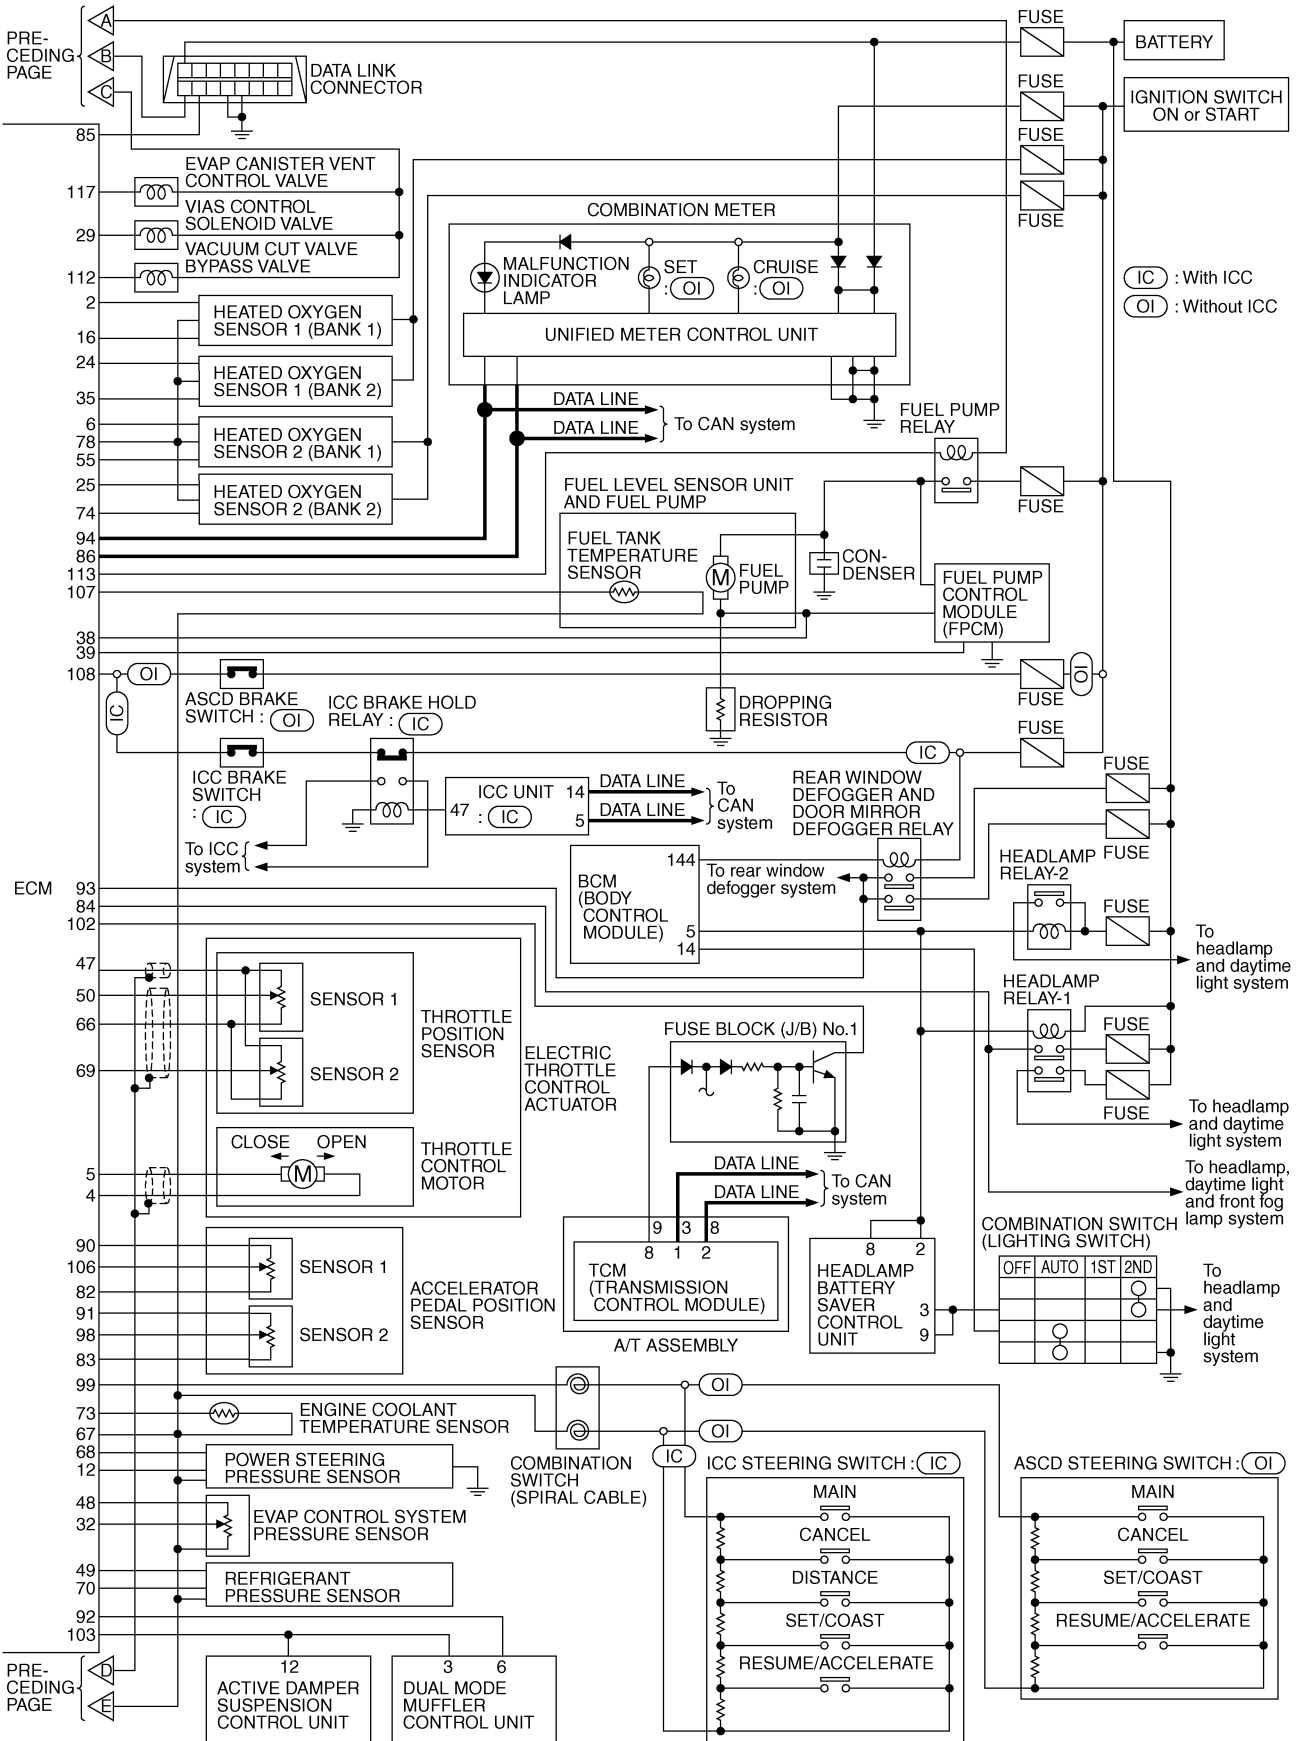 PRE-
CEDING
PAGE
A
B
C
DATA LINK
CONNECTOR
FUSE
BATTERY
FUSE
IGNITION SWITCH
ON or START
FUSE
FUSE
IC : With ICC
OI : Without ICC
85
117
29
112
2
16
24
35
6
78
55
25
74
94
86
113
107
38
39
108
EVAP CANISTER VENT
CONTROL VALVE
VIAS CONTROL
SOLENOID VALVE
VACUUM CUT VALVE
BYPASS VALVE
HEATED OXYGEN
SENSOR 1 (BANK 1)
HEATED OXYGEN
SENSOR 1 (BANK 2)
HEATED OXYGEN
SENSOR 2 (BANK 1)
HEATED OXYGEN
SENSOR 2 (BANK 2)
COMBINATION METER
MALFUNCTION
INDICATOR
LAMP
SET
: OI
CRUISE
: OI
UNIFIED METER CONTROL UNIT
DATA LINE
DATA LINE
To CAN system
FUEL PUMP
RELAY
FUSE
FUEL LEVEL SENSOR UNIT
AND FUEL PUMP
FUEL TANK
TEMPERATURE
SENSOR
M
FUEL
PUMP
CON-
DENSER
FUEL PUMP
CONTROL
MODULE
(FPCM)
OI
ASCD BRAKE
SWITCH : OI
IC
ICC BRAKE HOLD
RELAY : IC
DROPPING
RESISTOR
FUSE
OI
FUSE
IC
ICC BRAKE
SWITCH
: IC
To ICC
system
47
ICC UNIT
: IC
14
5
DATA LINE
DATA LINE
To
CAN
system
REAR WINDOW
DEFOGGER AND
DOOR MIRROR
DEFOGGER RELAY
FUSE
FUSE
BCM
(BODY
CONTROL
MODULE)
144
5
14
To rear window
defogger system
HEADLAMP
RELAY-2
FUSE
To
headlamp
and daytime
light system
HEADLAMP
RELAY-1
FUSE
FUSE
To headlamp
and daytime
light system
To headlamp,
daytime light
and front fog
lamp system
ECM
93
84
102
47
50
66
69
5
4
90
106
82
91
98
83
99
73
67
68
12
48
32
49
70
92
103
SENSOR 1
SENSOR 2
THROTTLE
POSITION
SENSOR
ELECTRIC
THROTTLE
CONTROL
ACTUATOR
CLOSE
OPEN
M
THROTTLE
CONTROL
MOTOR
FUSE BLOCK (J/B) No.1
DATA LINE
DATA LINE
To CAN
system
9
3
8
8
1
2
TCM
(TRANSMISSION
CONTROL MODULE)
A/T ASSEMBLY
8
2
HEADLAMP
BATTERY
SAVER
CONTROL
UNIT
3
9
COMBINATION SWITCH
(LIGHTING SWITCH)
OFF
AUTO
1ST
2ND
To
headlamp
and
daytime
light
system
SENSOR 1
SENSOR 2
ACCELERATOR
PEDAL POSITION
SENSOR
ENGINE COOLANT
TEMPERATURE SENSOR
POWER STEERING
PRESSURE SENSOR
EVAP CONTROL SYSTEM
PRESSURE SENSOR
REFRIGERANT
PRESSURE SENSOR
COMBINATION
SWITCH
(SPIRAL CABLE)
OI
OI
IC
ICC STEERING SWITCH : IC
MAIN
CANCEL
DISTANCE
SET/COAST
RESUME/ACCELERATE
ASCD STEERING SWITCH : OI
MAIN
CANCEL
SET/COAST
RESUME/ACCELERATE
PRE-
CEDING
PAGE
D
E
12
ACTIVE DAMPER
SUSPENSION
CONTROL UNIT
3
6
DUAL MODE
MUFFLER
CONTROL UNIT